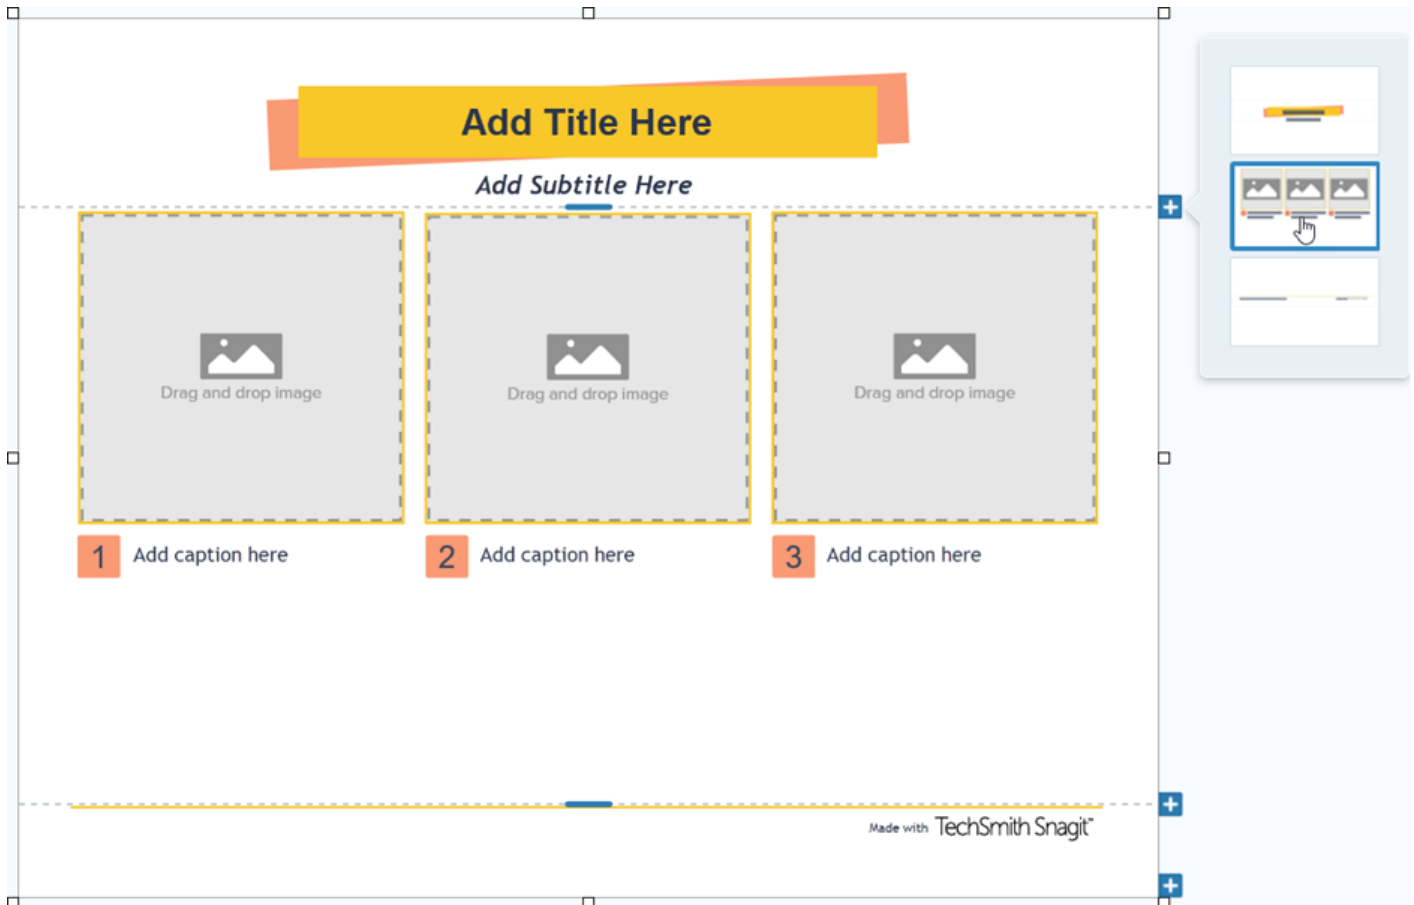 Add Title Here
Add Subtitle Here
Drag and drop image
Drag and drop image
Drag and drop image
1 Add caption here
2 Add caption here
3 Add caption here
Made with TechSmith Snagit™